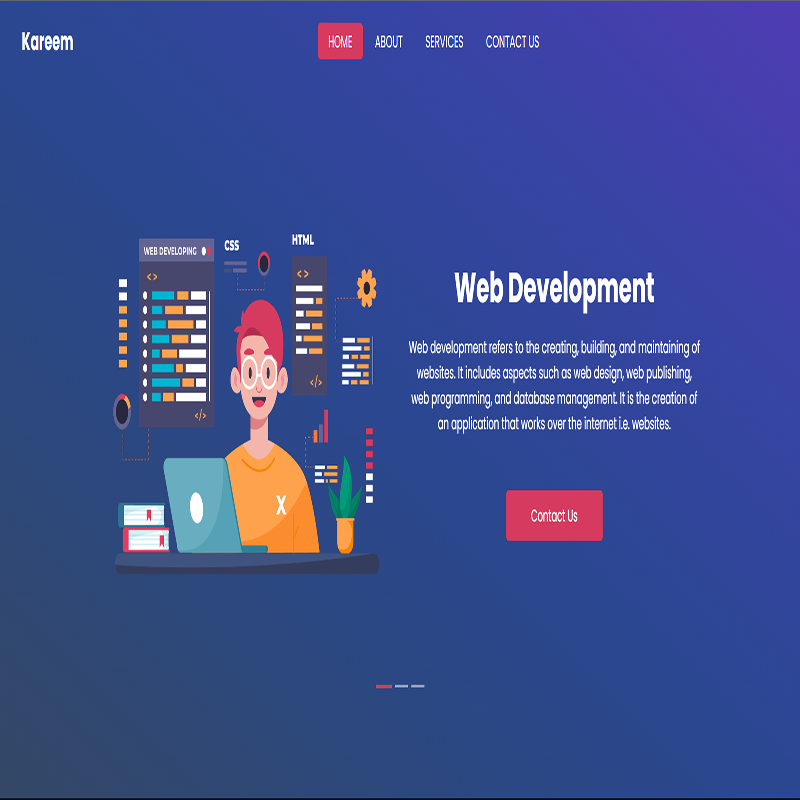 Kareem
HOME
ABOUT
SERVICES
CONTACT US
WEB DEVELOPING
CSS
HTML
< >
< >
</>
</>
X
Web Development
Web development refers to the creating, building, and maintaining of
websites. It includes aspects such as web design, web publishing,
web programming, and database management. It is the creation of
an application that works over the internet i.e. websites.
Contact Us